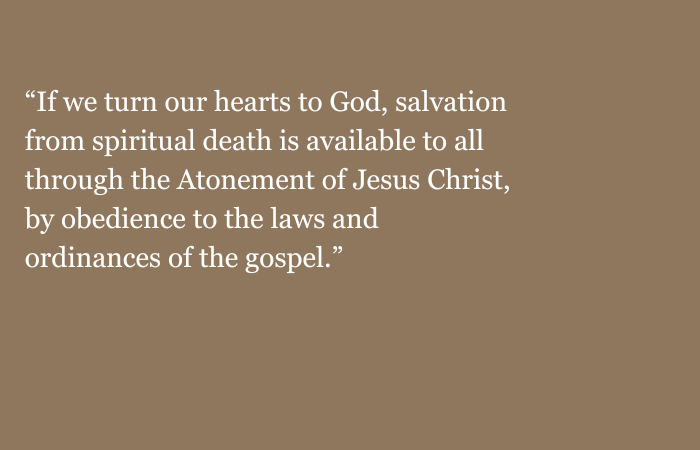 “If we turn our hearts to God, salvation
from spiritual death is available to all
through the Atonement of Jesus Christ,
by obedience to the laws and
ordinances of the gospel.”